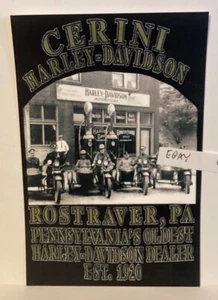 CERINI
HARLEY-DAVIDSON
HARLEY-DAVIDSON
EBAY
ROSTRAVER, PA
PENNSYLVANIA'S OLDEST
HARLEY-DAVIDSON DEALER
EST. 1920